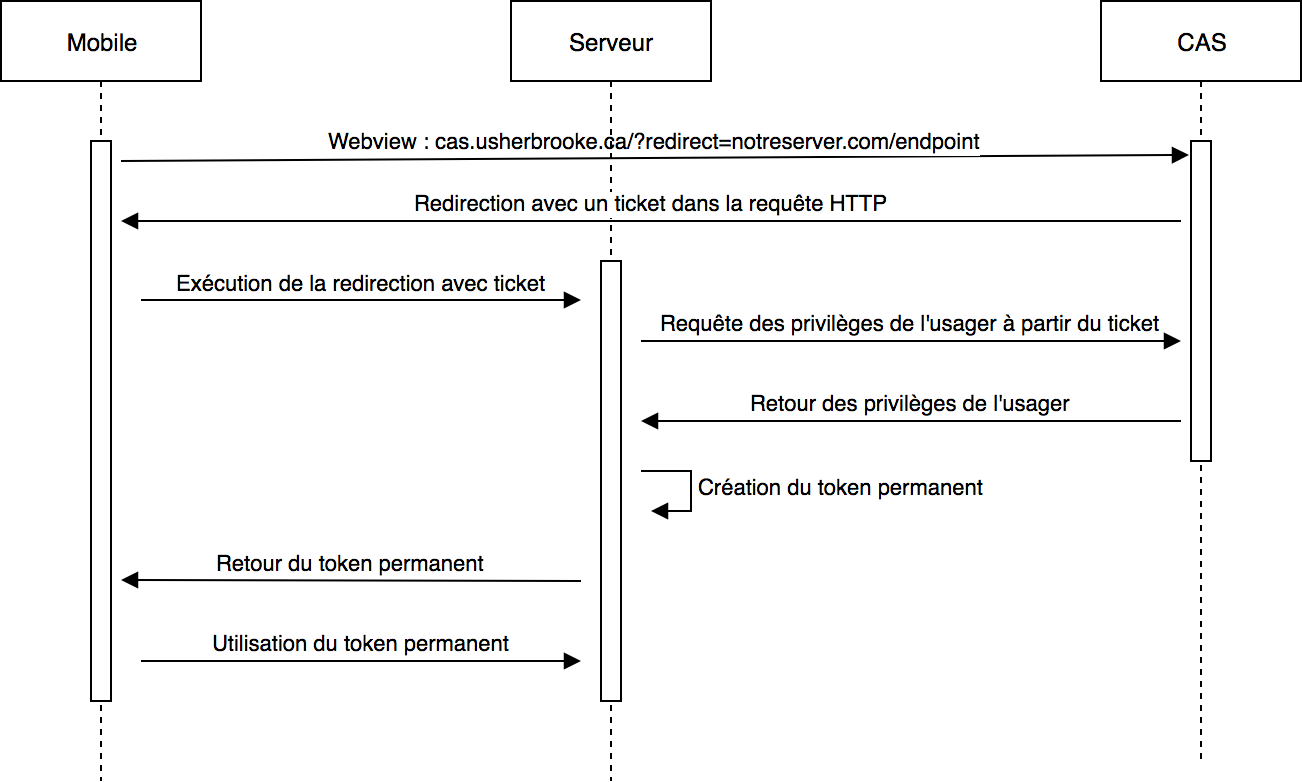 Mobile
Serveur
CAS
Webview : cas.usherbrooke.ca/?redirect=notreserver.com/endpoint
Redirection avec un ticket dans la requête HTTP
Exécution de la redirection avec ticket
Requête des privilèges de l'usager à partir du ticket
Retour des privilèges de l'usager
Création du token permanent
Retour du token permanent
Utilisation du token permanent